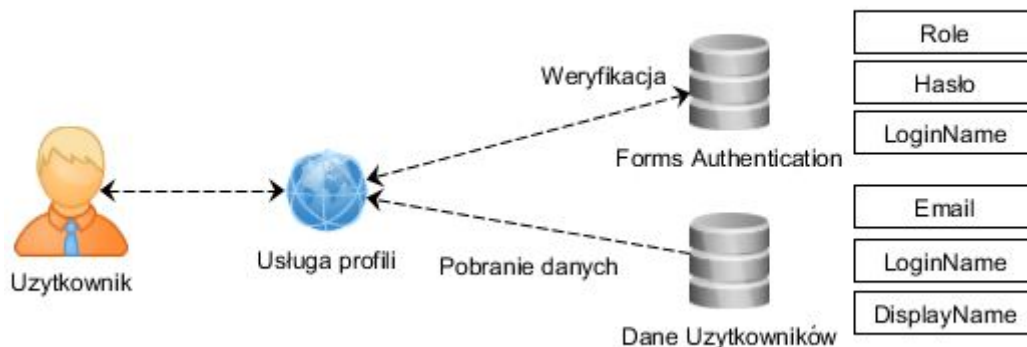 Role
Weryfikacja
Hasło
LoginName
Forms Authentication
Uzytkownik
Usługa profili
Pobranie danych
Email
LoginName
DisplayName
Dane Uzytkowników